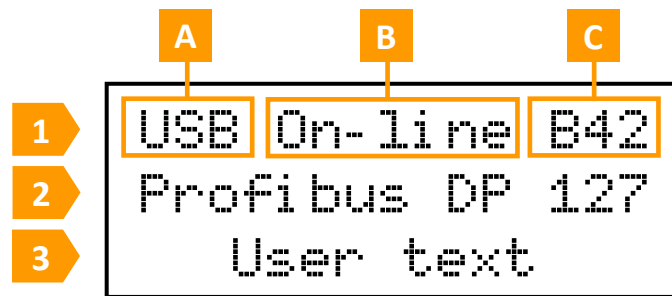 A B C
1 USB On-line B42
2 Profibus DP 127
3 User text